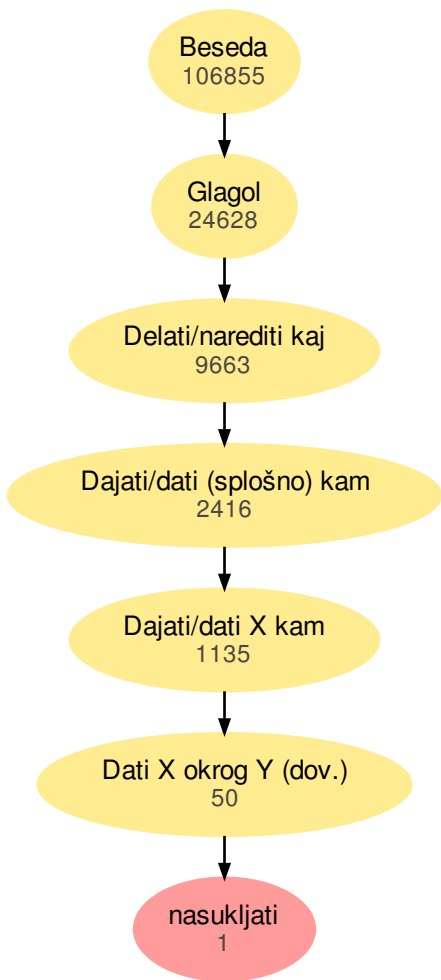 Beseda
106855
Glagol
24628
Delati/narediti kaj
9663
Dajati/dati (splošno) kam
2416
Dajati/dati X kam
1135
Dati X okrog Y (dov.)
50
nasukljati
1